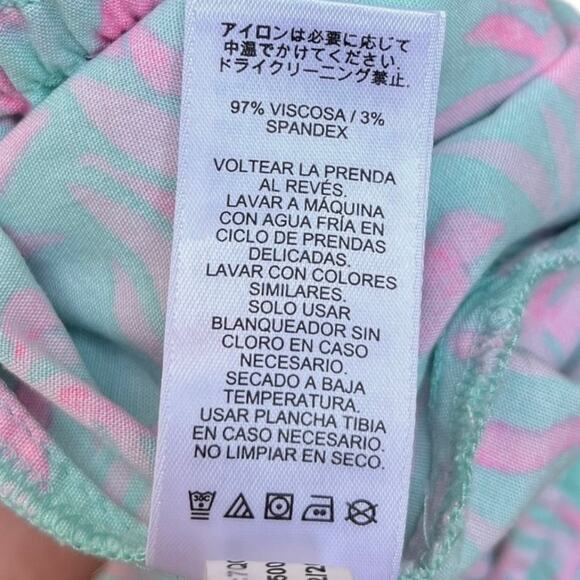 アイロンは必要に応じて
中温でかけてください.
ドライクリーニング禁止.
97% VISCOSA / 3%
SPANDEX
VOLTEAR LA PRENDA
AL REVÉS.
LAVAR A MÁQUINA
CON AGUA FRÍA EN
CICLO DE PRENDAS
DELICADAS.
LAVAR CON COLORES
SIMILARES.
SOLO USAR
BLANQUEADOR SIN
CLORO EN CASO
NECESARIO.
SECADO A BAJA
TEMPERATURA.
USAR PLANCHA TIBIA
EN CASO NECESARIO.
NO LIMPIAR EN SECO.
30C